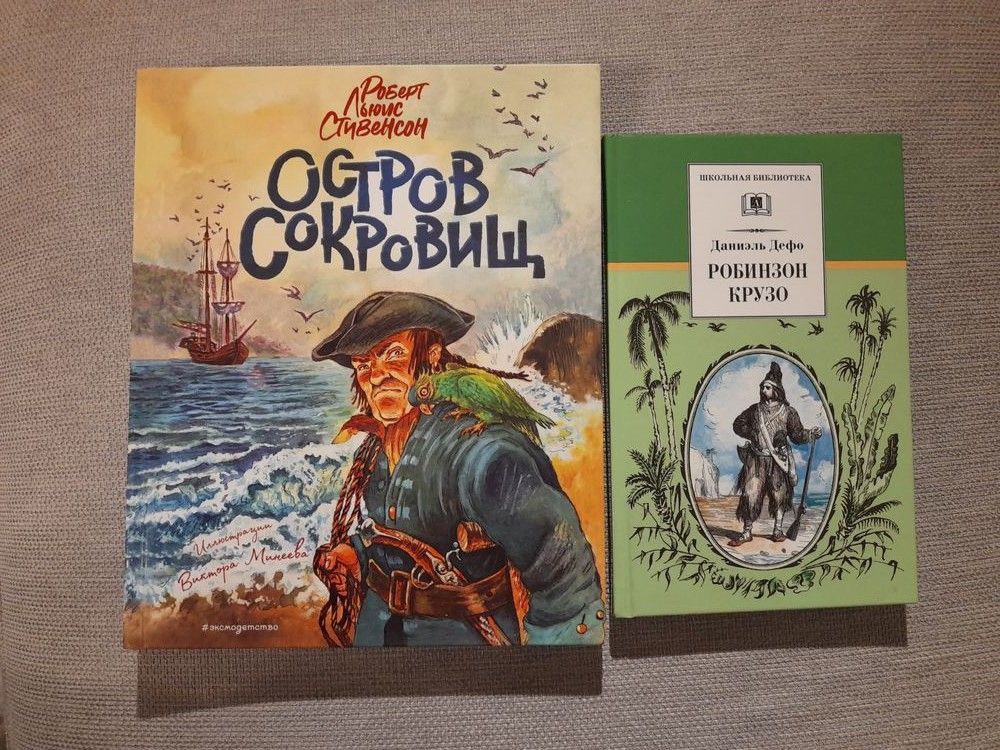 Роберт
Льюис
Стивенсон
ОСТРОВ
СОКРОВИЩ
Иллюстрации
Виктора Минеева
#эксмодетство
ШКОЛЬНАЯ БИБЛИОТЕКА
Даниэль Дефо
РОБИНЗОН
КРУЗО